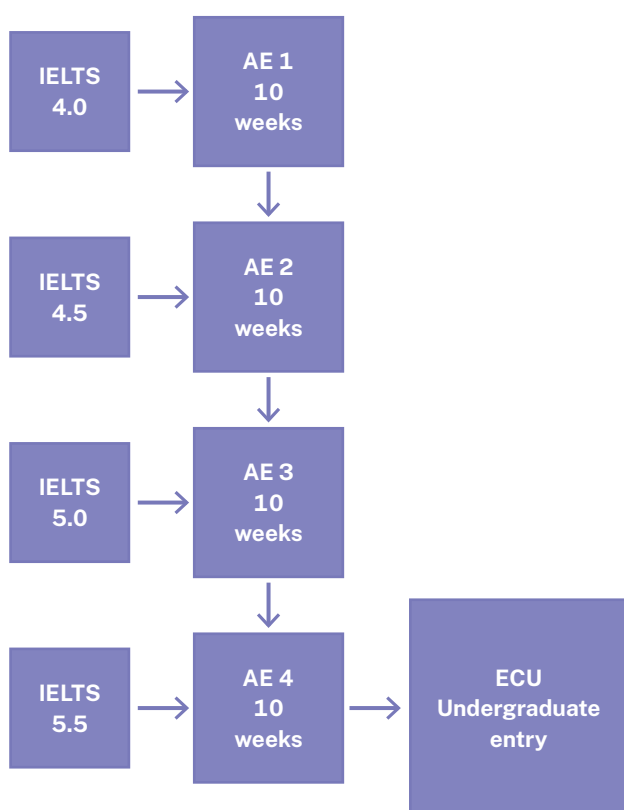 IELTS
4.0
AE 1
10
weeks
IELTS
4.5
AE 2
10
weeks
IELTS
5.0
AE 3
10
weeks
IELTS
5.5
AE 4
10
weeks
ECU
Undergraduate
entry